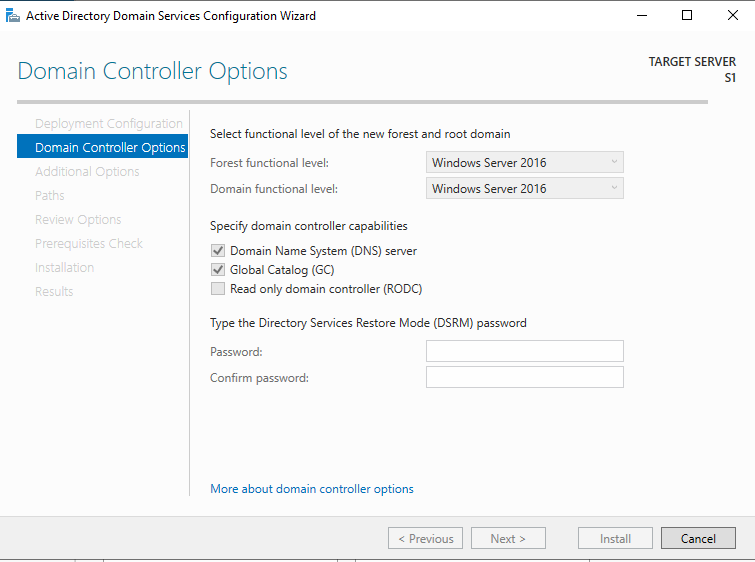 Active Directory Domain Services Configuration Wizard
Domain Controller Options
TARGET SERVER
S1
Deployment Configuration
Domain Controller Options
Additional Options
Paths
Review Options
Prerequisites Check
Installation
Results
Select functional level of the new forest and root domain
Forest functional level:
Windows Server 2016
Domain functional level:
Windows Server 2016
Specify domain controller capabilities
Domain Name System (DNS) server
Global Catalog (GC)
Read only domain controller (RODC)
Type the Directory Services Restore Mode (DSRM) password
Password:
Confirm password:
More about domain controller options
< Previous
Next >
Install
Cancel